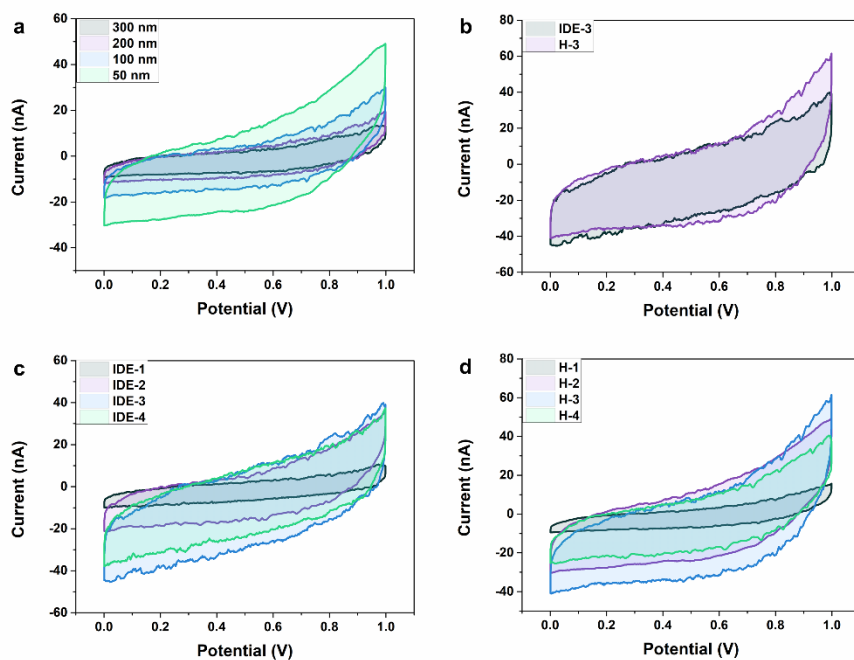 a
300 nm
200 nm
100 nm
50 nm
60
40
20
0
-20
-40
Current (nA)
0.0 0.2 0.4 0.6 0.8 1.0
Potential (V)
b
IDE-3
H-3
80
60
40
20
0
-20
-40
-60
Current (nA)
0.0 0.2 0.4 0.6 0.8 1.0
Potential (V)
c
IDE-1
IDE-2
IDE-3
IDE-4
60
40
20
0
-20
-40
-60
Current (nA)
0.0 0.2 0.4 0.6 0.8 1.0
Potential (V)
d
H-1
H-2
H-3
H-4
80
60
40
20
0
-20
-40
Current (nA)
0.0 0.2 0.4 0.6 0.8 1.0
Potential (V)